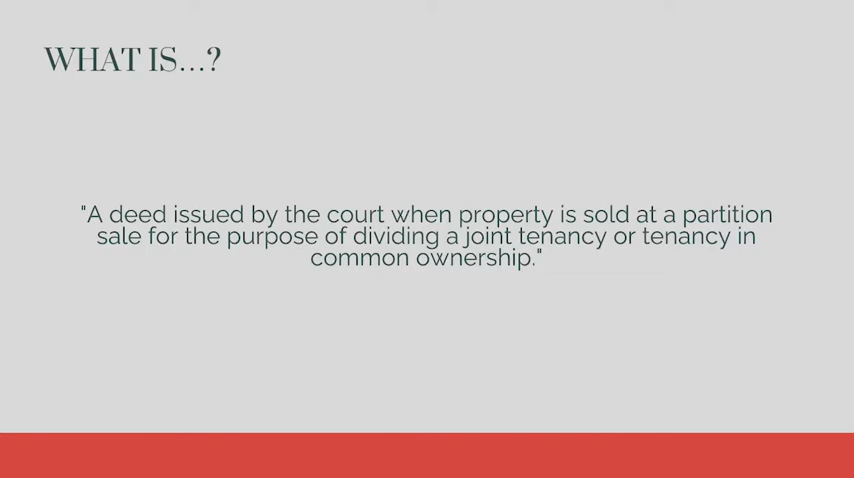 WHAT IS...?
"A deed issued by the court when property is sold at a partition
sale for the purpose of dividing a joint tenancy or tenancy in
common ownership."